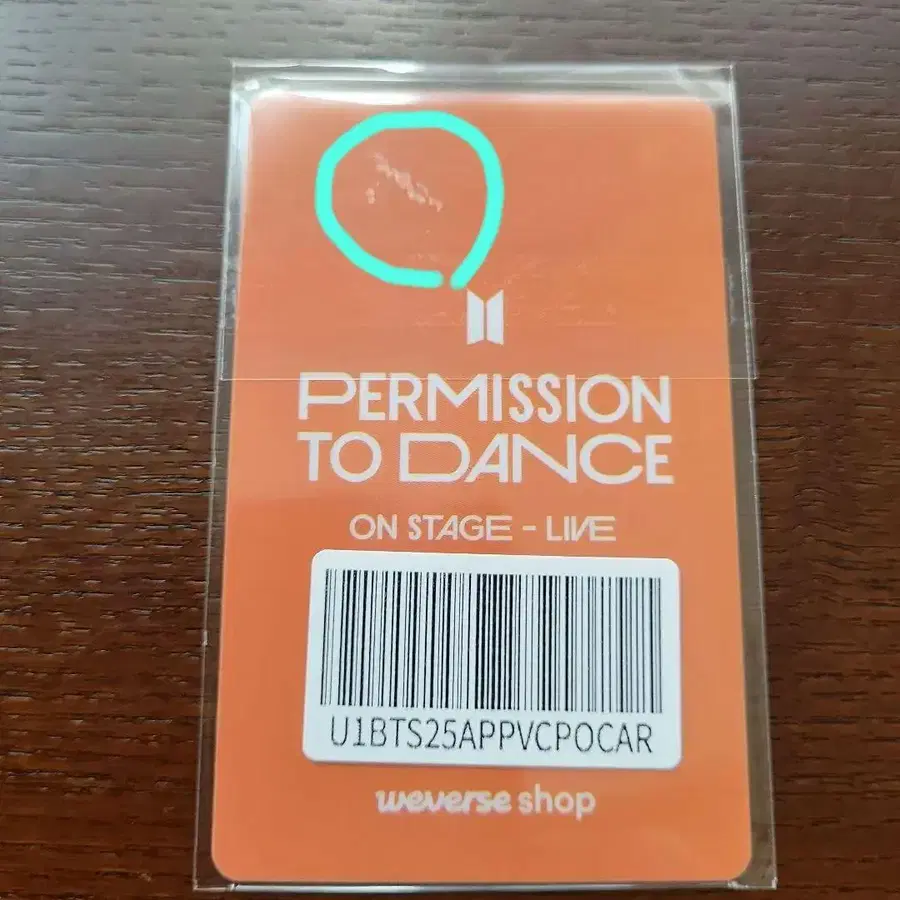 PERMISSION
TO DANCE
ON STAGE - LIVE
U1BTS25APPVCPOCAR
weverse shop